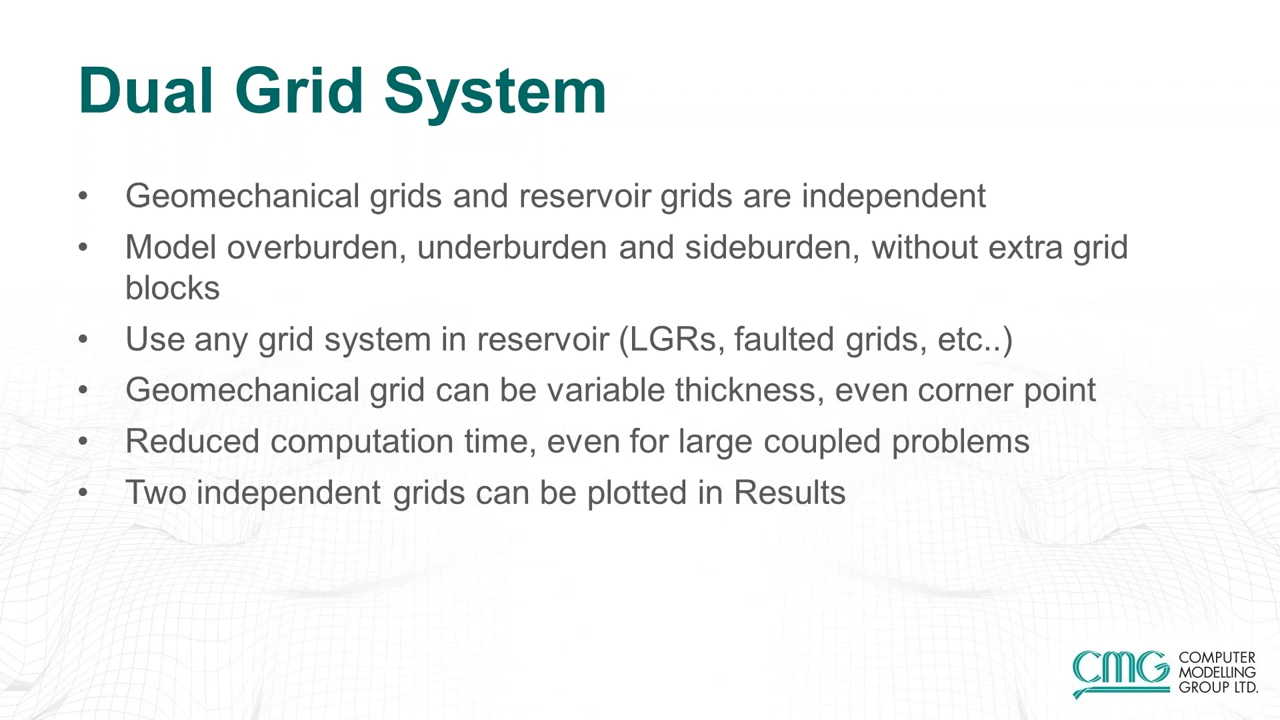 Dual Grid System
• Geomechanical grids and reservoir grids are independent
• Model overburden, underburden and sideburden, without extra grid
blocks
• Use any grid system in reservoir (LGRs, faulted grids, etc..)
• Geomechanical grid can be variable thickness, even corner point
• Reduced computation time, even for large coupled problems
• Two independent grids can be plotted in Results
CMG
COMPUTER
MODELLING
GROUP LTD.